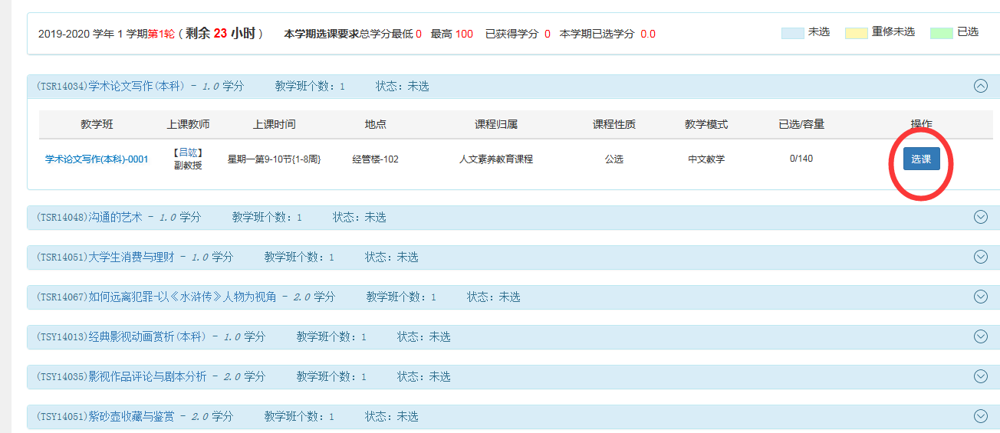 2019-2020 学年 1 学期第1轮 ( 剩余 23 小时 ) 本学期选课要求总学分最低 0 最高 100 已获得学分 0 本学期已选学分 0.0 未选 重修未选 已选
(TSR14034)学术论文写作(本科) - 1.0 学分 教学班个数: 1 状态: 未选
教学班 上课教师 上课时间 地点 课程归属 课程性质 教学模式 已选/容量 操作
学术论文写作(本科)-0001 【吕竑】 副教授 星期一第9-10节{1-8周} 经管楼-102 人文素养教育课程 公选 中文教学 0/140 选课
(TSR14048)沟通的艺术 - 1.0 学分 教学班个数: 1 状态: 未选
(TSR14051)大学生消费与理财 - 1.0 学分 教学班个数: 1 状态: 未选
(TSR14067)如何远离犯罪-以《水浒传》人物为视角 - 2.0 学分 教学班个数: 1 状态: 未选
(TSY14013)经典影视动画赏析(本科) - 1.0 学分 教学班个数: 1 状态: 未选
(TSY14035)影视作品评论与剧本分析 - 2.0 学分 教学班个数: 1 状态: 未选
(TSY14051)紫砂壶收藏与鉴赏 - 2.0 学分 教学班个数: 1 状态: 未选